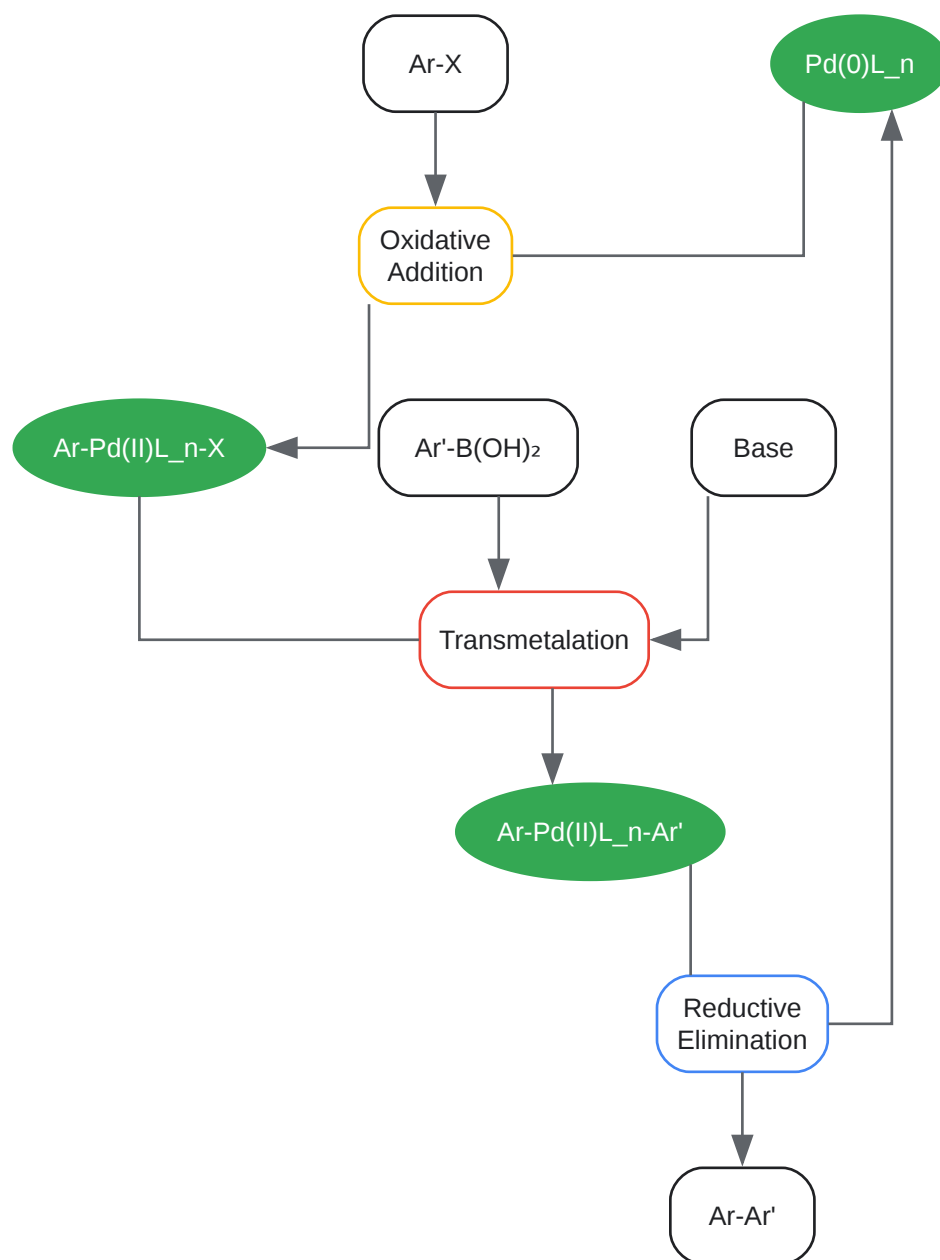 Ar-X
Pd(0)L_n
Oxidative
Addition
Ar-Pd(II)L_n-X
Ar'-B(OH)₂
Base
Transmetalation
Ar-Pd(II)L_n-Ar'
Reductive
Elimination
Ar-Ar'